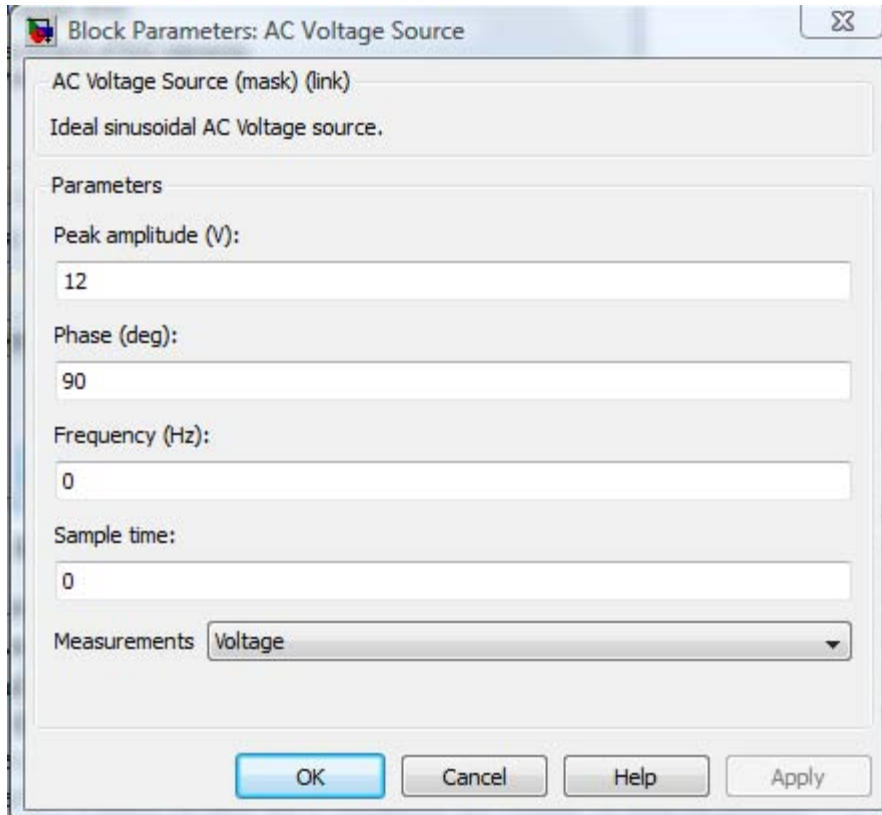 Block Parameters: AC Voltage Source
AC Voltage Source (mask) (link)
Ideal sinusoidal AC Voltage source.
Parameters
Peak amplitude (V):
12
Phase (deg):
90
Frequency (Hz):
0
Sample time:
0
Measurements Voltage
OK Cancel Help Apply